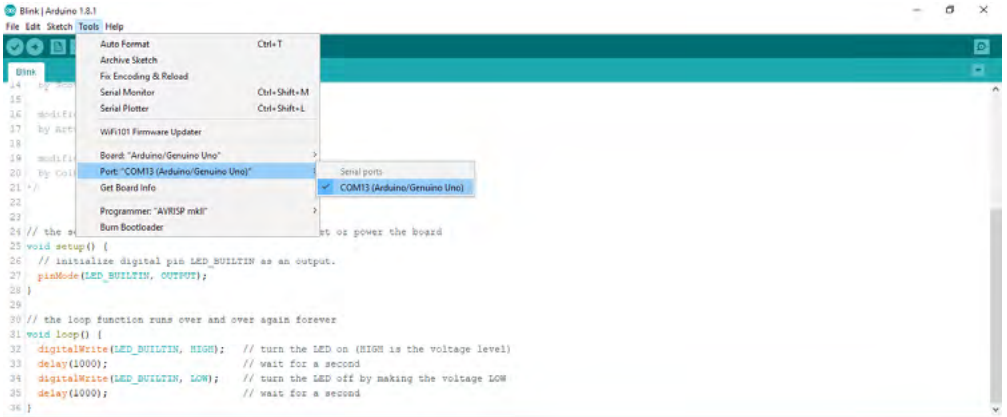 Blink | Arduino 1.8.1
File Edit Sketch Tools Help
Blink
Auto Format Ctrl+T
Archive Sketch
Fix Encoding & Reload
Serial Monitor Ctrl+Shift+M
Serial Plotter Ctrl+Shift+L
WiFi101 Firmware Updater
Board: "Arduino/Genuino Uno"
Port: "COM13 (Arduino/Genuino Uno)"
Get Board Info
Programmer: "AVRISP mkII"
Burn Bootloader
Serial ports
COM13 (Arduino/Genuino Uno)
14 by
15
16 modifi
17 by
18
19 modifi
20 by
21 */
22
23
24 // the s et or power the board
25 void setup() {
26 // initialize digital pin LED_BUILTIN as an output.
27 pinMode(LED_BUILTIN, OUTPUT);
28 }
29
30 // the loop function runs over and over again forever
31 void loop() {
32 digitalWrite(LED_BUILTIN, HIGH); // turn the LED on (HIGH is the voltage level)
33 delay(1000); // wait for a second
34 digitalWrite(LED_BUILTIN, LOW); // turn the LED off by making the voltage LOW
35 delay(1000); // wait for a second
36 }